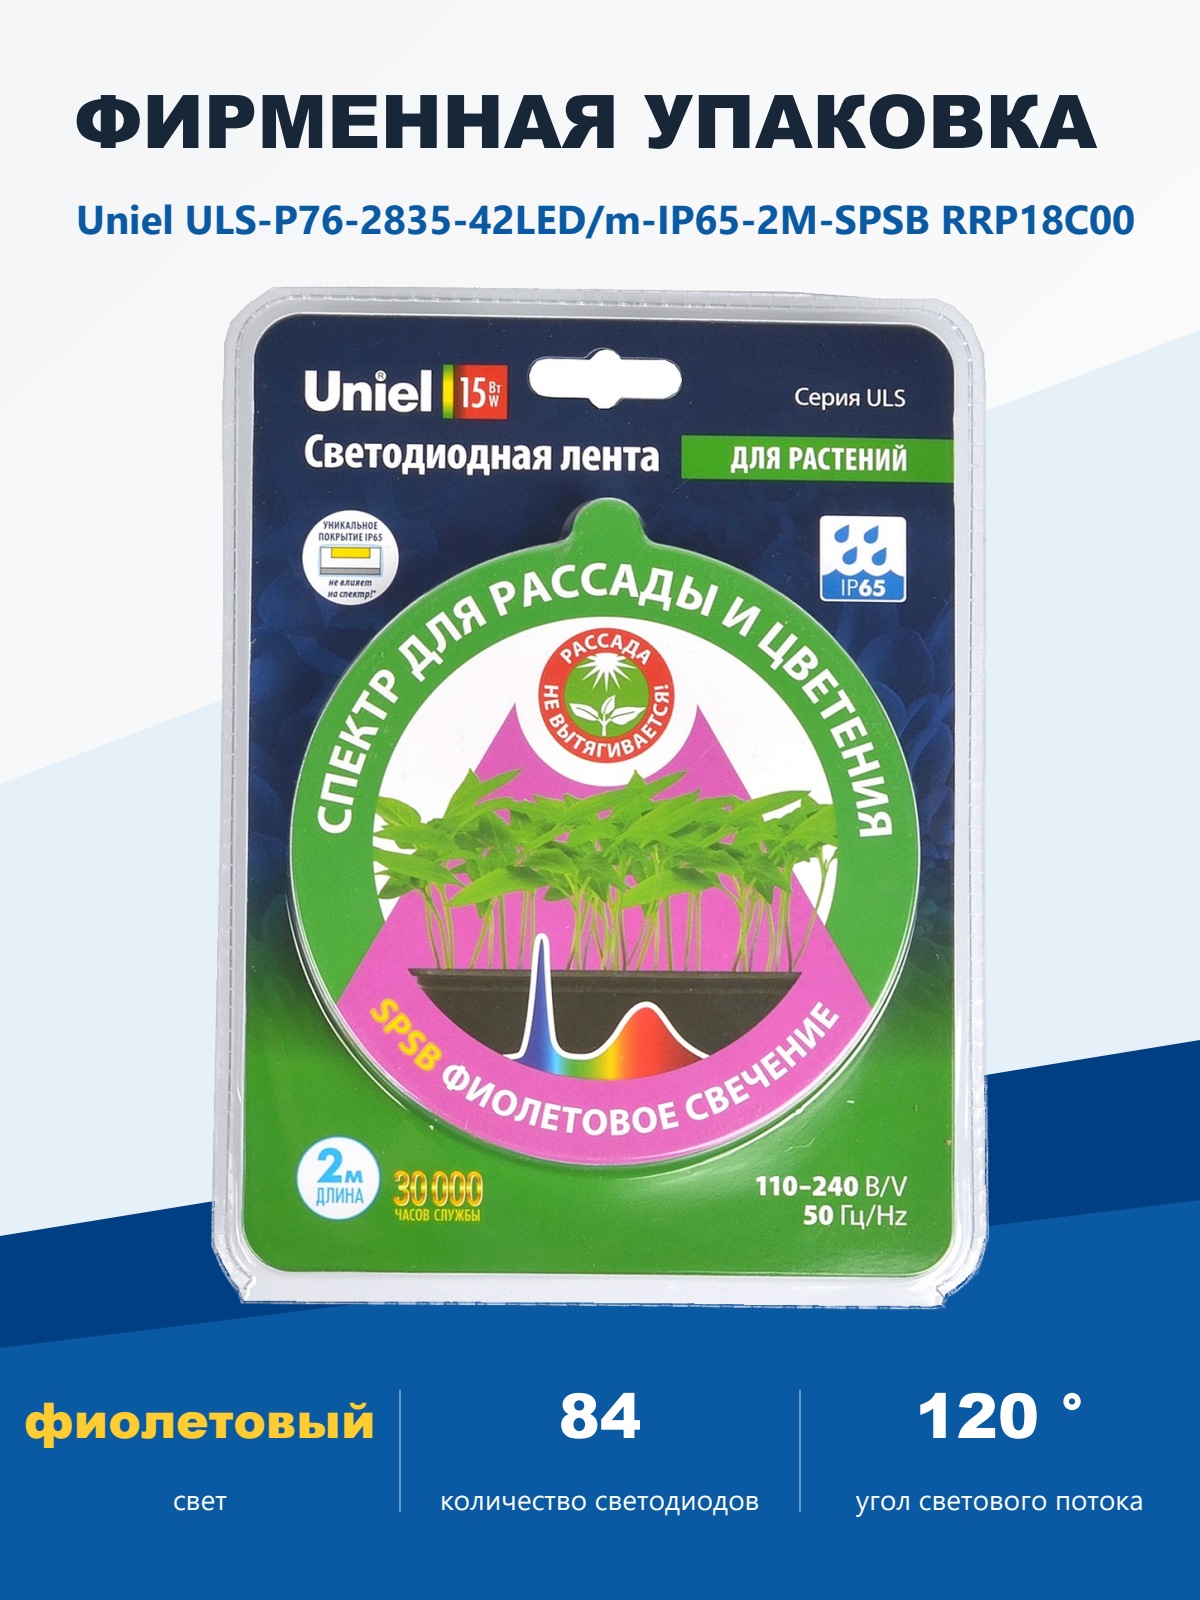 ФИРМЕННАЯ УПАКОВКА
Uniel ULS-P76-2835-42LED/m-IP65-2M-SPSB RRP18C00
Uniel® 15 Вт W
Серия ULS
Светодиодная лента
ДЛЯ РАСТЕНИЙ
УНИКАЛЬНОЕ
ПОКРЫТИЕ IP65
не влияет
на спектр!*
IP65
СПЕКТР ДЛЯ РАССАДЫ И ЦВЕТЕНИЯ
РАССАДА
НЕ ВЫТЯГИВАЕТСЯ!
SPSB ФИОЛЕТОВОЕ СВЕЧЕНИЕ
2м
ДЛИНА
30 000
ЧАСОВ СЛУЖБЫ
110–240 В/V
50 Гц/Hz
фиолетовый
свет
84
количество светодиодов
120 °
угол светового потока